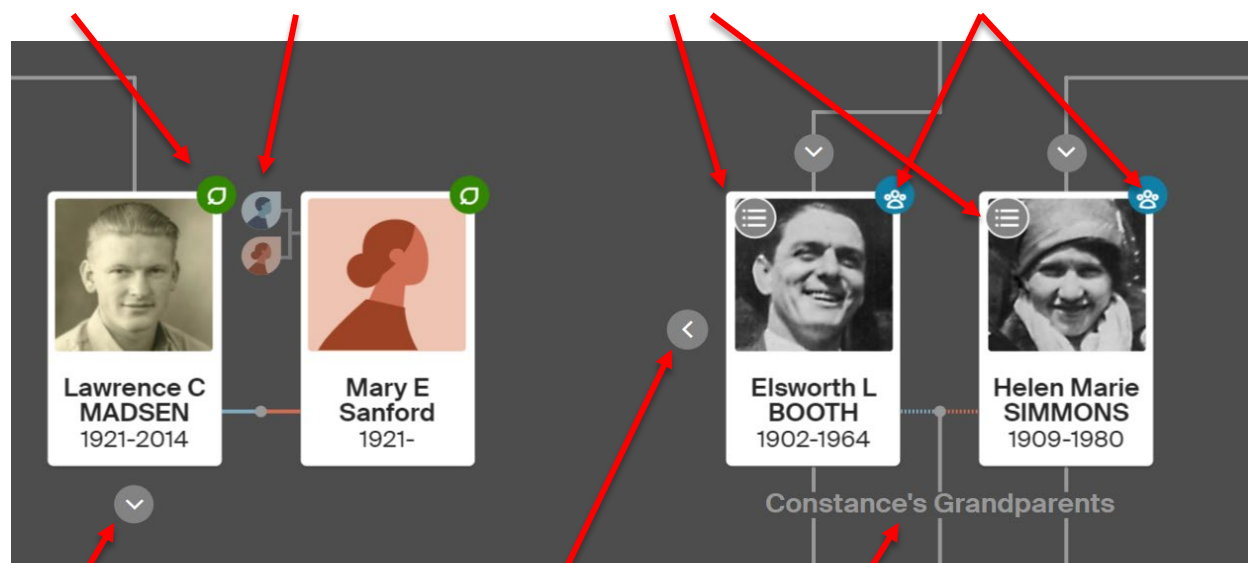 Lawrence C
MADSEN
1921-2014
Mary E
Sanford
1921-
Elsworth L
BOOTH
1902-1964
Helen Marie
SIMMONS
1909-1980
Constance's Grandparents